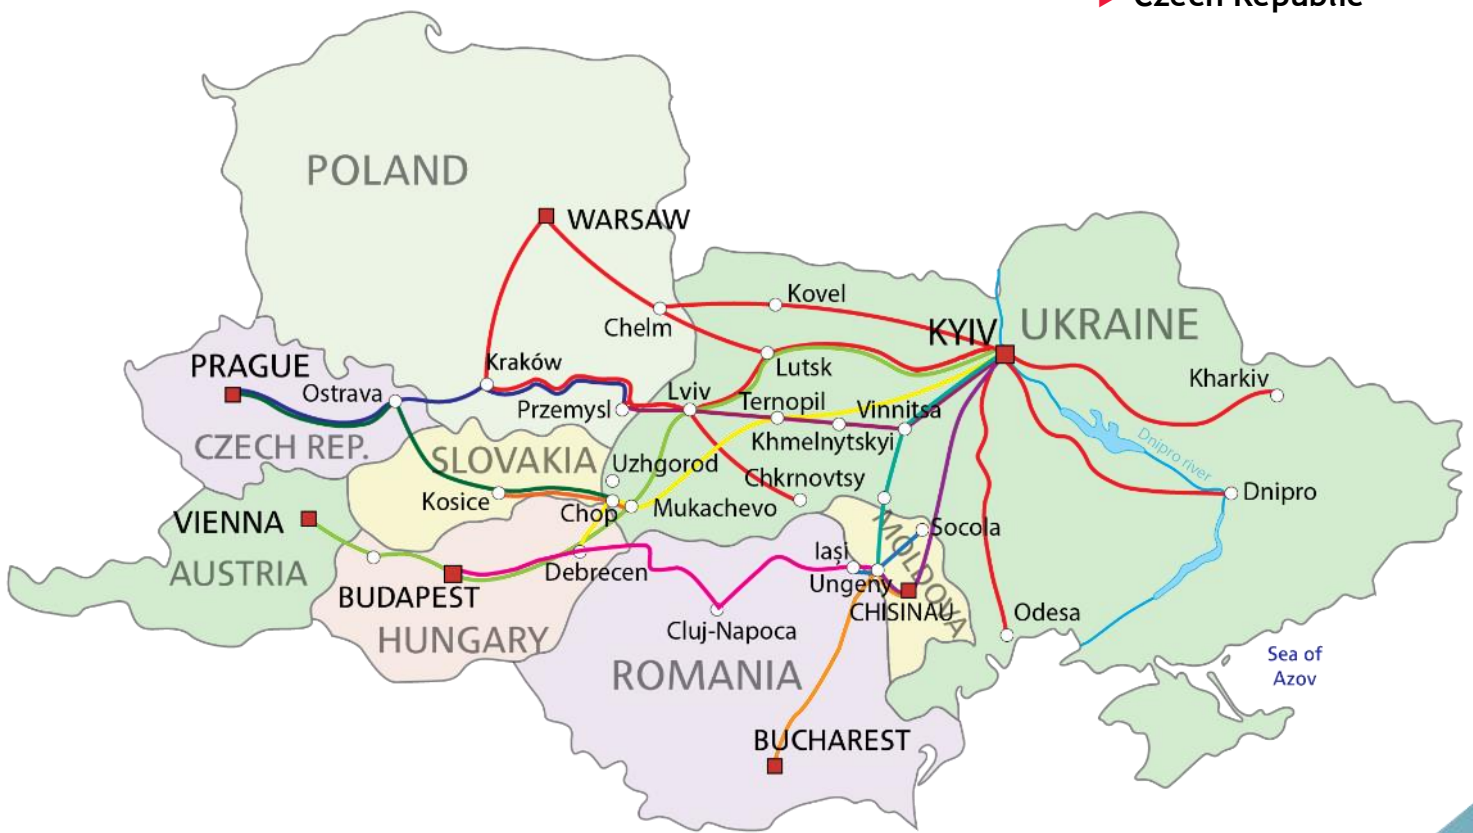 Czech Republic
POLAND
WARSAW
Kovel
Chelm
KYIV
UKRAINE
PRAGUE
Kraków
Lutsk
Kharkiv
Ostrava
Lviv
Ternopil
Przemysl
Vinnitsa
CZECH REP.
Khmelnytskyi
Dnipro river
SLOVAKIA
Uzhgorod
Chkrnovtsy
Dnipro
Kosice
Chop
Mukachevo
VIENNA
MOLDOVA
Socola
Iași
AUSTRIA
Debrecen
Ungeny
BUDAPEST
CHISINAU
Odesa
Cluj-Napoca
HUNGARY
ROMANIA
Sea of
Azov
BUCHAREST